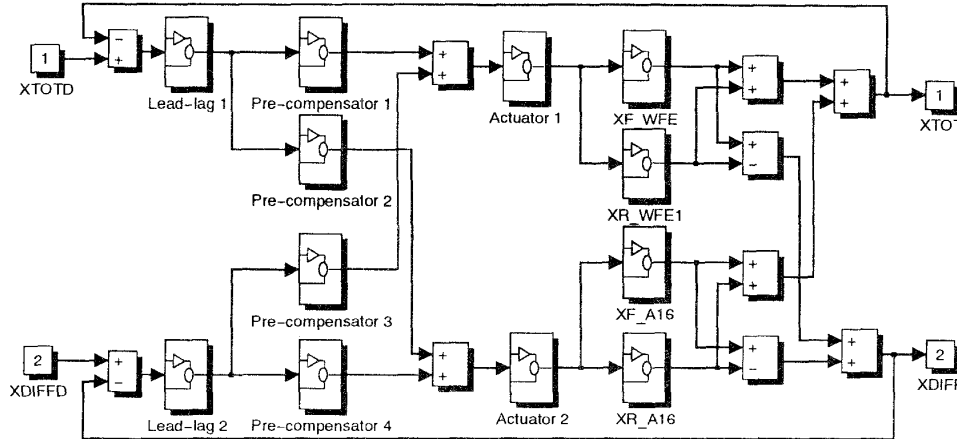 1
XTOTD
−
+
Lead-lag 1
Pre-compensator 1
+
+
Actuator 1
XF_WFE
+
+
+
+
1
XTOT
Pre-compensator 2
XR_WFE1
+
−
Pre-compensator 3
XF_A16
+
+
2
XDIFFD
+
−
Lead-lag 2
Pre-compensator 4
+
+
Actuator 2
XR_A16
+
−
+
+
2
XDIFF